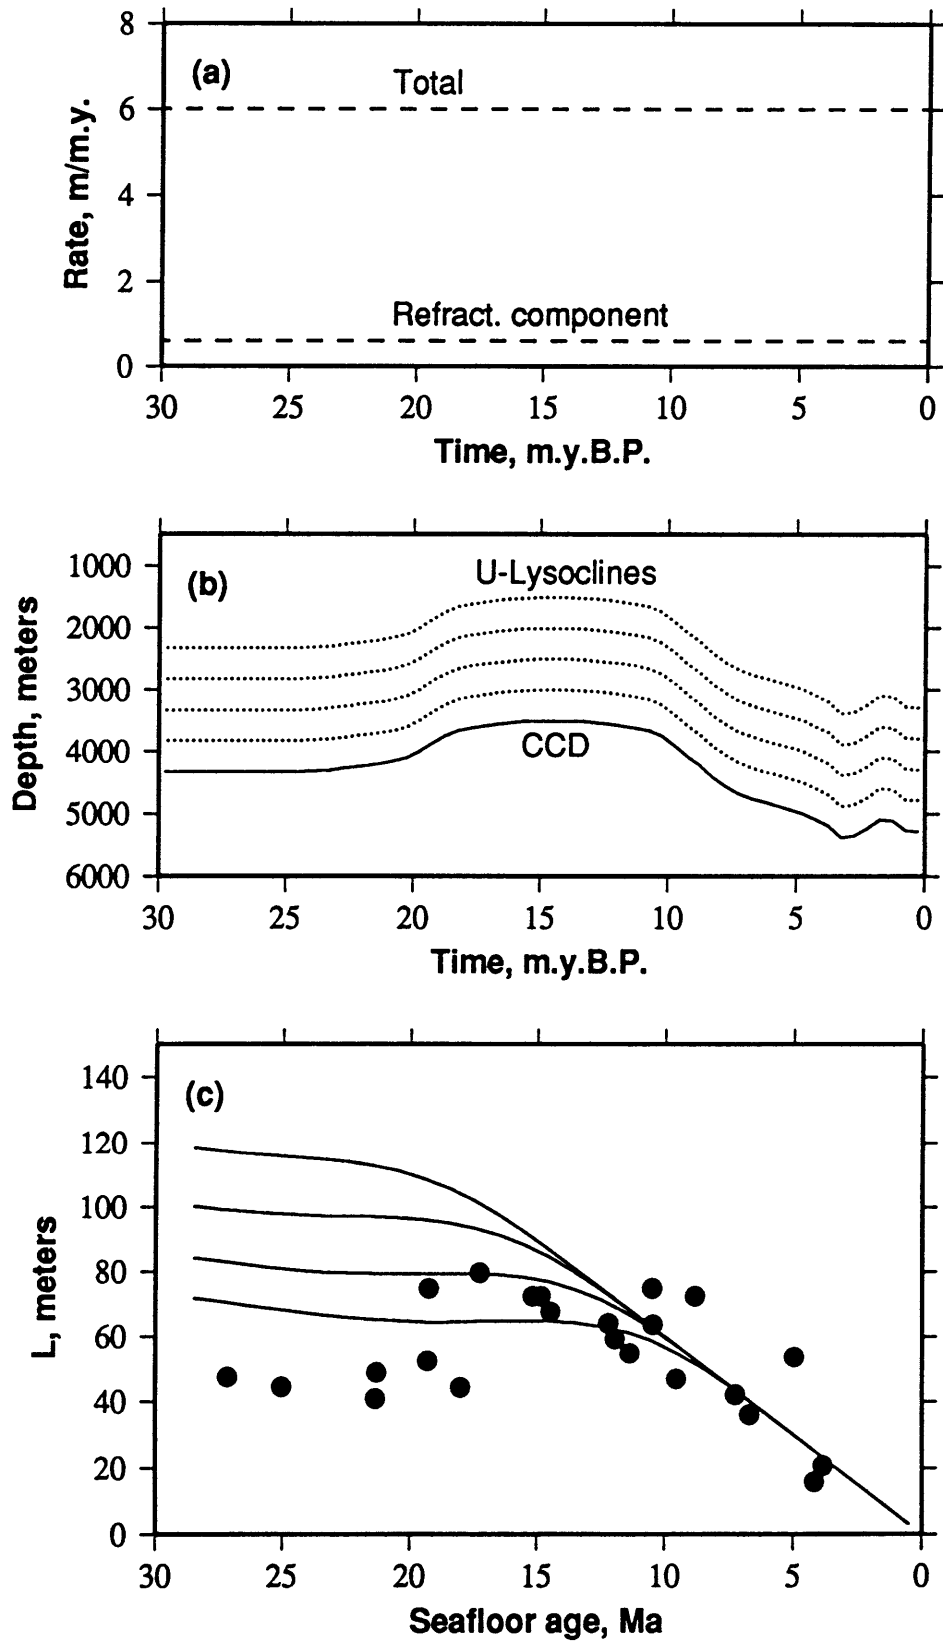 8
(a)
Total
6
Rate, m/m.y.
4
2
Refract. component
0
30 25 20 15 10 5 0
Time, m.y.B.P.
1000
(b)
U-Lysoclines
2000
Depth, meters
3000
4000
CCD
5000
6000
30 25 20 15 10 5 0
Time, m.y.B.P.
140
(c)
120
100
L, meters
80
60
40
20
0
30 25 20 15 10 5 0
Seafloor age, Ma